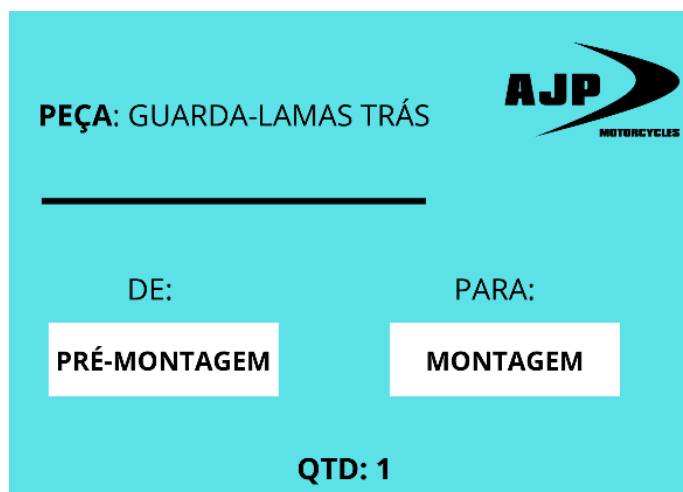 AJP
MOTORCYCLES
PEÇA: GUARDA-LAMAS TRÁS
DE:
PARA:
PRÉ-MONTAGEM
MONTAGEM
QTD: 1